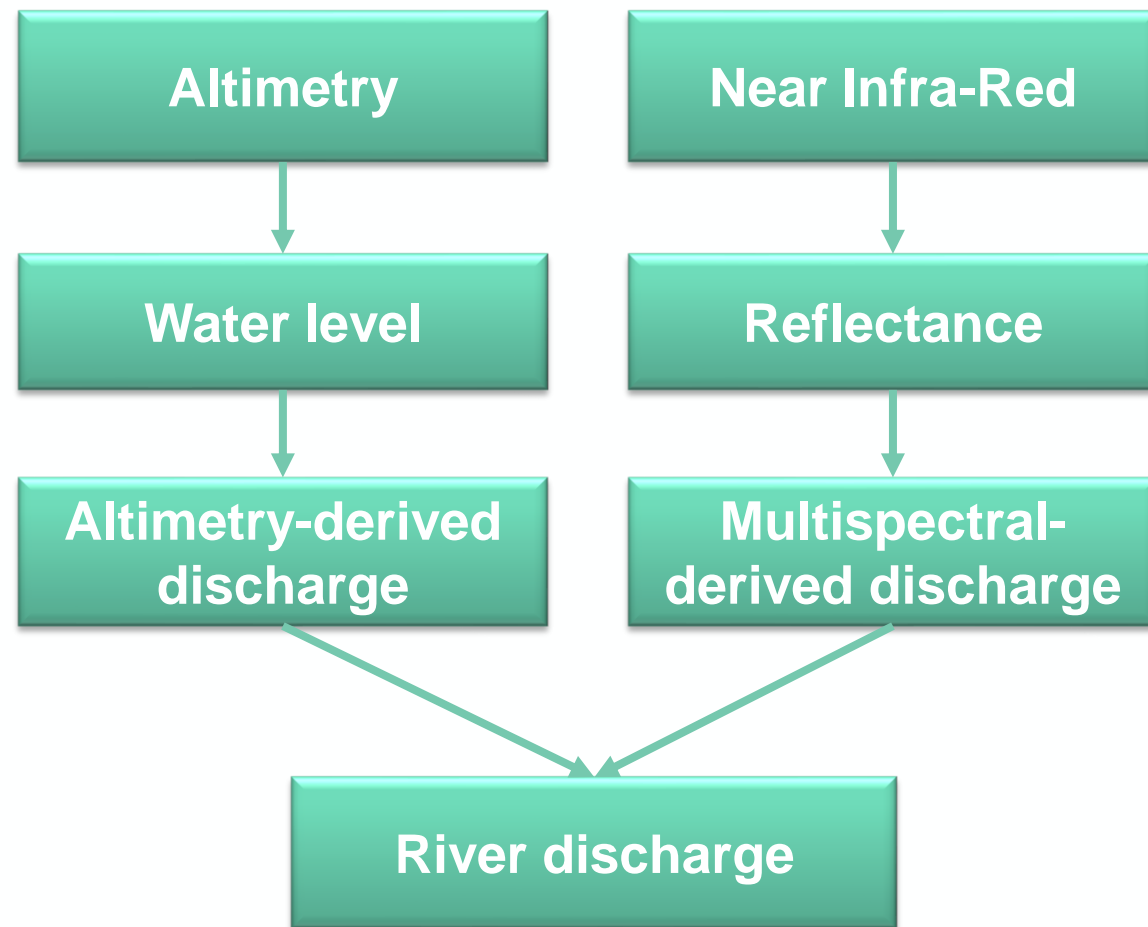 Altimetry
Near Infra-Red
Water level
Reflectance
Altimetry-derived
discharge
Multispectral-
derived discharge
River discharge